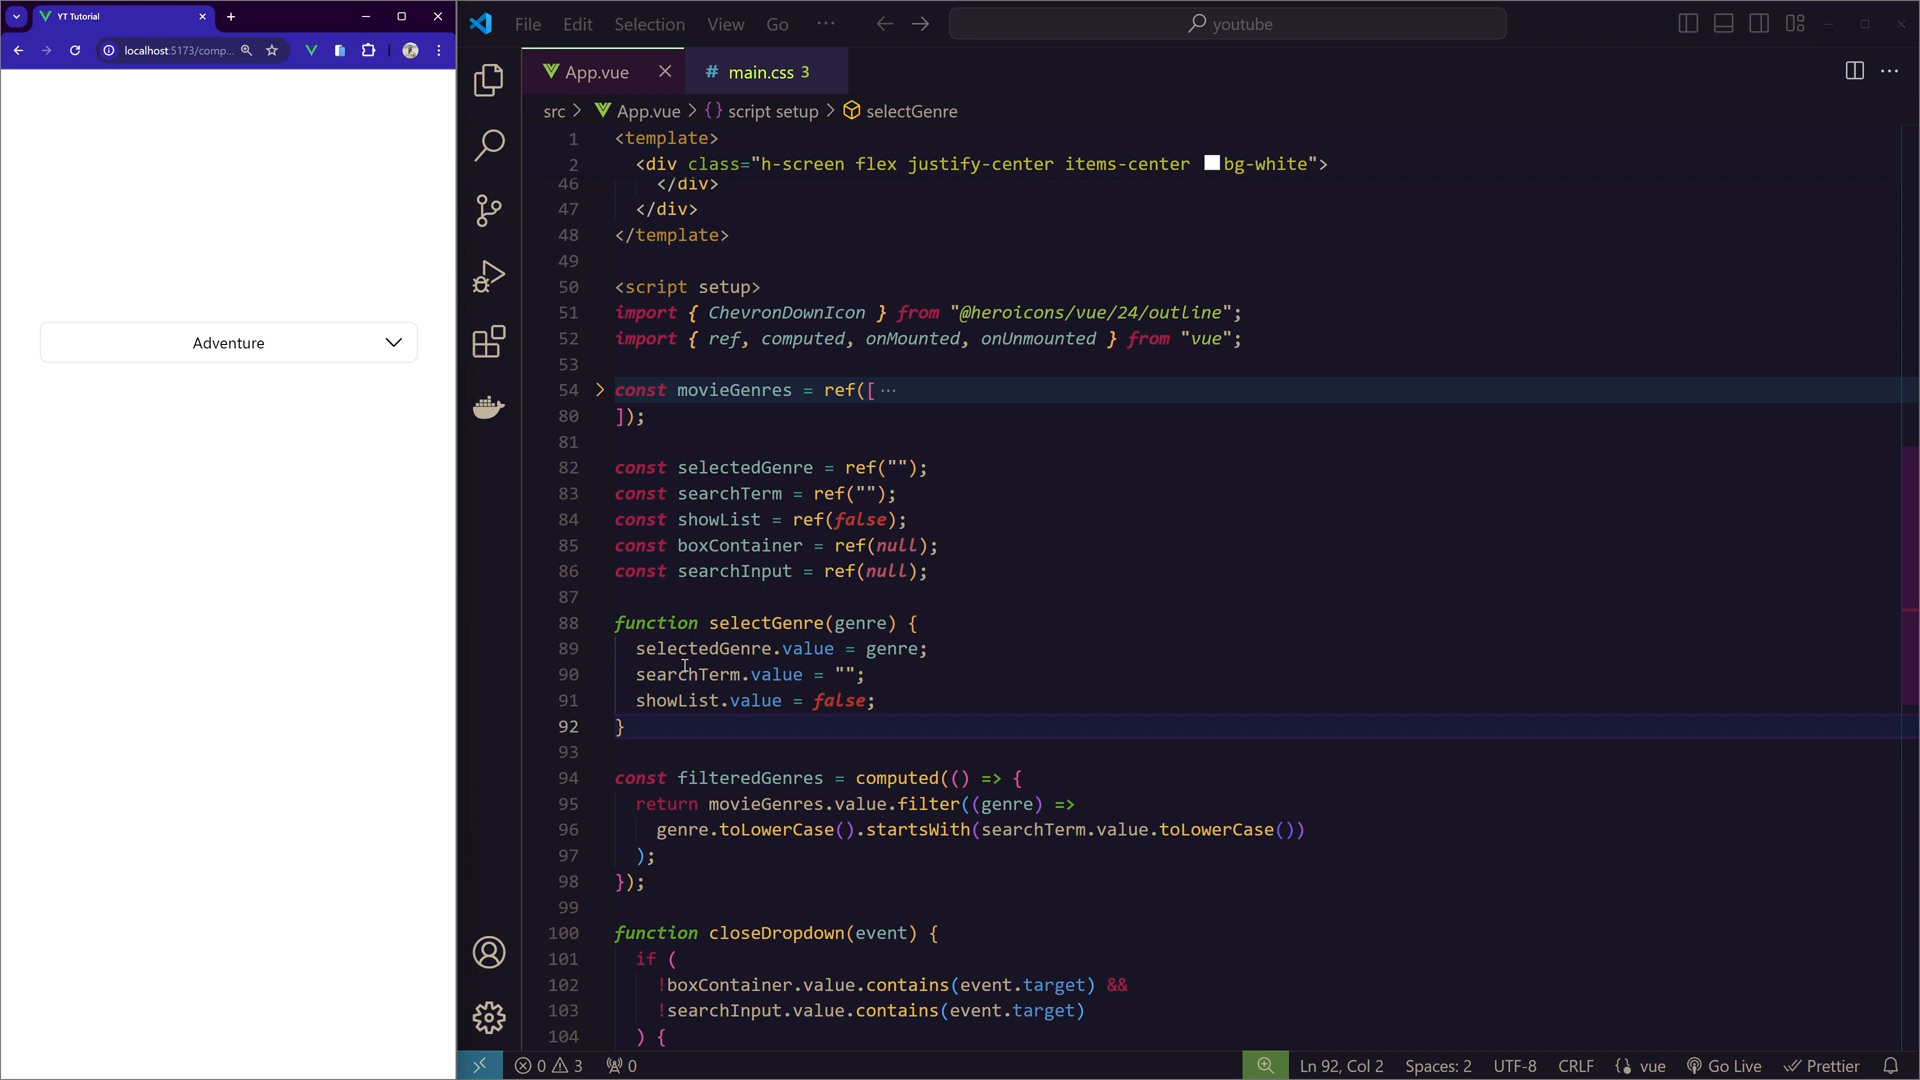 YT Tutorial
localhost:5173/comp...
Adventure
File Edit Selection View Go ···
youtube
App.vue
# main.css 3
src > App.vue > {} script setup > selectGenre
1 <template>
2 <div class="h-screen flex justify-center items-center bg-white">
46 </div>
47 </div>
48 </template>
49
50 <script setup>
51 import { ChevronDownIcon } from "@heroicons/vue/24/outline";
52 import { ref, computed, onMounted, onUnmounted } from "vue";
53
54 const movieGenres = ref([ ···
80 ]);
81
82 const selectedGenre = ref("");
83 const searchTerm = ref("");
84 const showList = ref(false);
85 const boxContainer = ref(null);
86 const searchInput = ref(null);
87
88 function selectGenre(genre) {
89 selectedGenre.value = genre;
90 searchTerm.value = "";
91 showList.value = false;
92 }
93
94 const filteredGenres = computed(() => {
95 return movieGenres.value.filter((genre) =>
96 genre.toLowerCase().startsWith(searchTerm.value.toLowerCase())
97 );
98 });
99
100 function closeDropdown(event) {
101 if (
102 !boxContainer.value.contains(event.target) &&
103 !searchInput.value.contains(event.target)
104 ) {
0 3 0
Ln 92, Col 2 Spaces: 2 UTF-8 CRLF vue Go Live Prettier